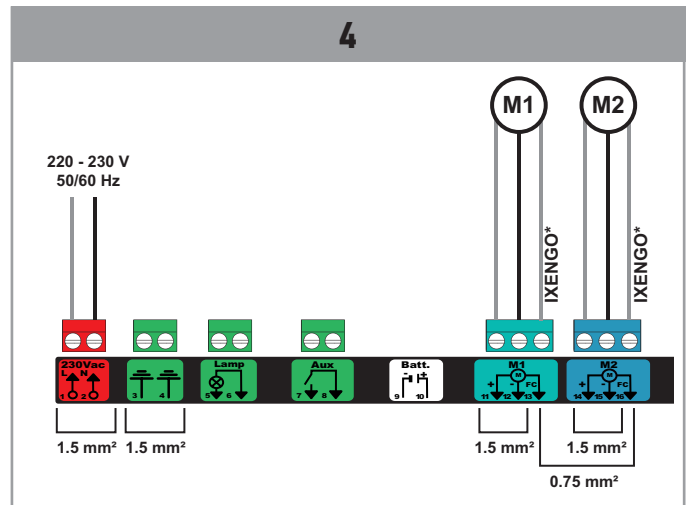 4
M1 M2
220 - 230 V
50/60 Hz
IXENGO* IXENGO*
230Vac Lamp Aux Batt. M1 M2
L N - + + M - FC + M - FC
1 2 3 4 5 6 7 8 9 10 11 12 13 14 15 16
1.5 mm² 1.5 mm² 1.5 mm² 1.5 mm²
0.75 mm²